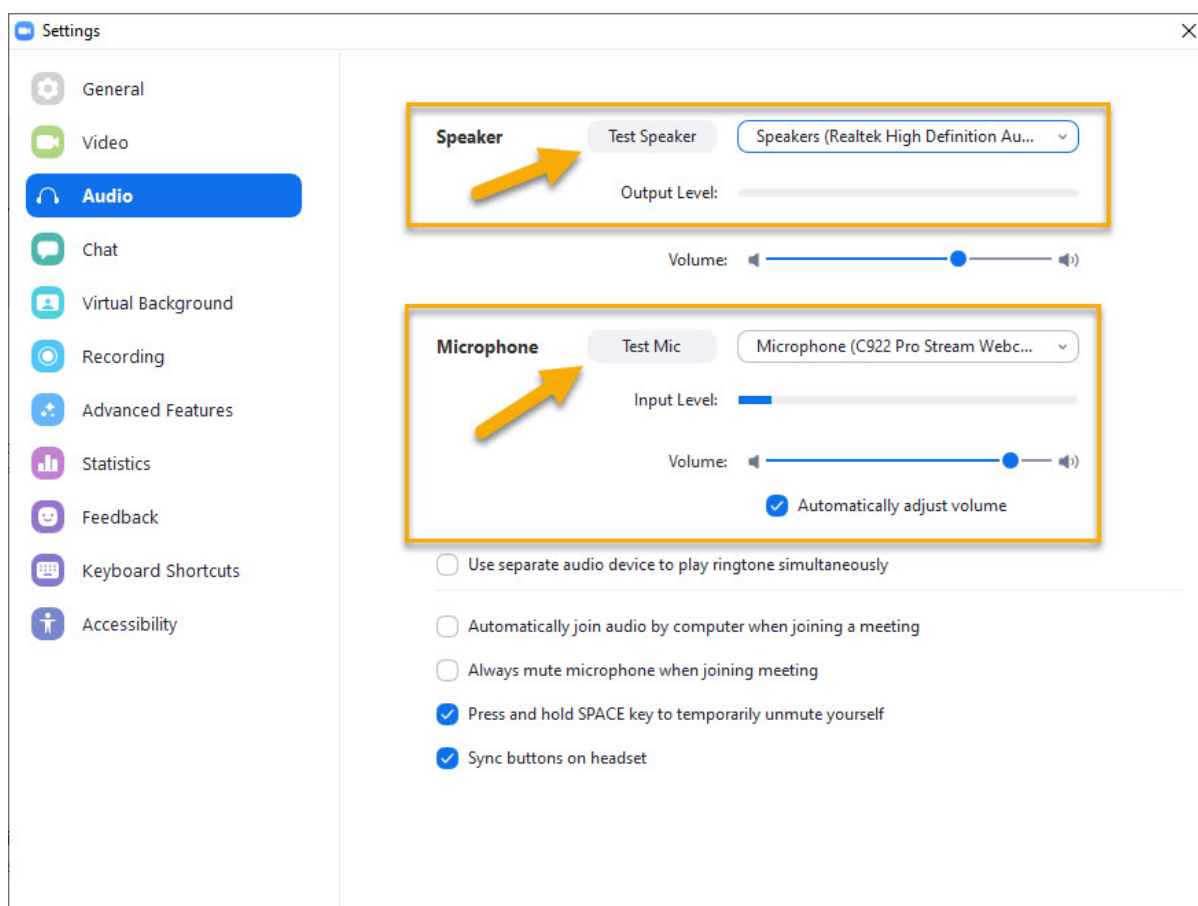 Settings
General
Video
Audio
Chat
Virtual Background
Recording
Advanced Features
Statistics
Feedback
Keyboard Shortcuts
Accessibility
Speaker Test Speaker Speakers (Realtek High Definition Au...
Output Level:
Volume:
Microphone Test Mic Microphone (C922 Pro Stream Webc...
Input Level:
Volume:
Automatically adjust volume
Use separate audio device to play ringtone simultaneously
Automatically join audio by computer when joining a meeting
Always mute microphone when joining meeting
Press and hold SPACE key to temporarily unmute yourself
Sync buttons on headset